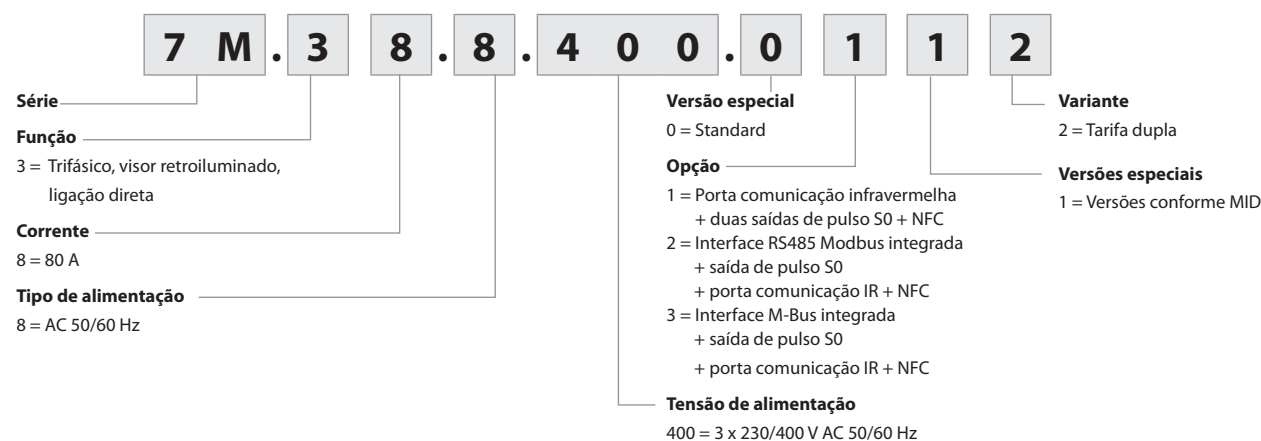 7 M . 3 8 . 8 . 4 0 0 . 0 1 1 2
Série
Função
3 = Trifásico, visor retroiluminado,
ligação direta
Corrente
8 = 80 A
Tipo de alimentação
8 = AC 50/60 Hz
Versão especial
0 = Standard
Opção
1 = Porta comunicação infravermelha
+ duas saídas de pulso S0 + NFC
2 = Interface RS485 Modbus integrada
+ saída de pulso S0
+ porta comunicação IR + NFC
3 = Interface M-Bus integrada
+ saída de pulso S0
+ porta comunicação IR + NFC
Tensão de alimentação
400 = 3 x 230/400 V AC 50/60 Hz
Variante
2 = Tarifa dupla
Versões especiais
1 = Versões conforme MID